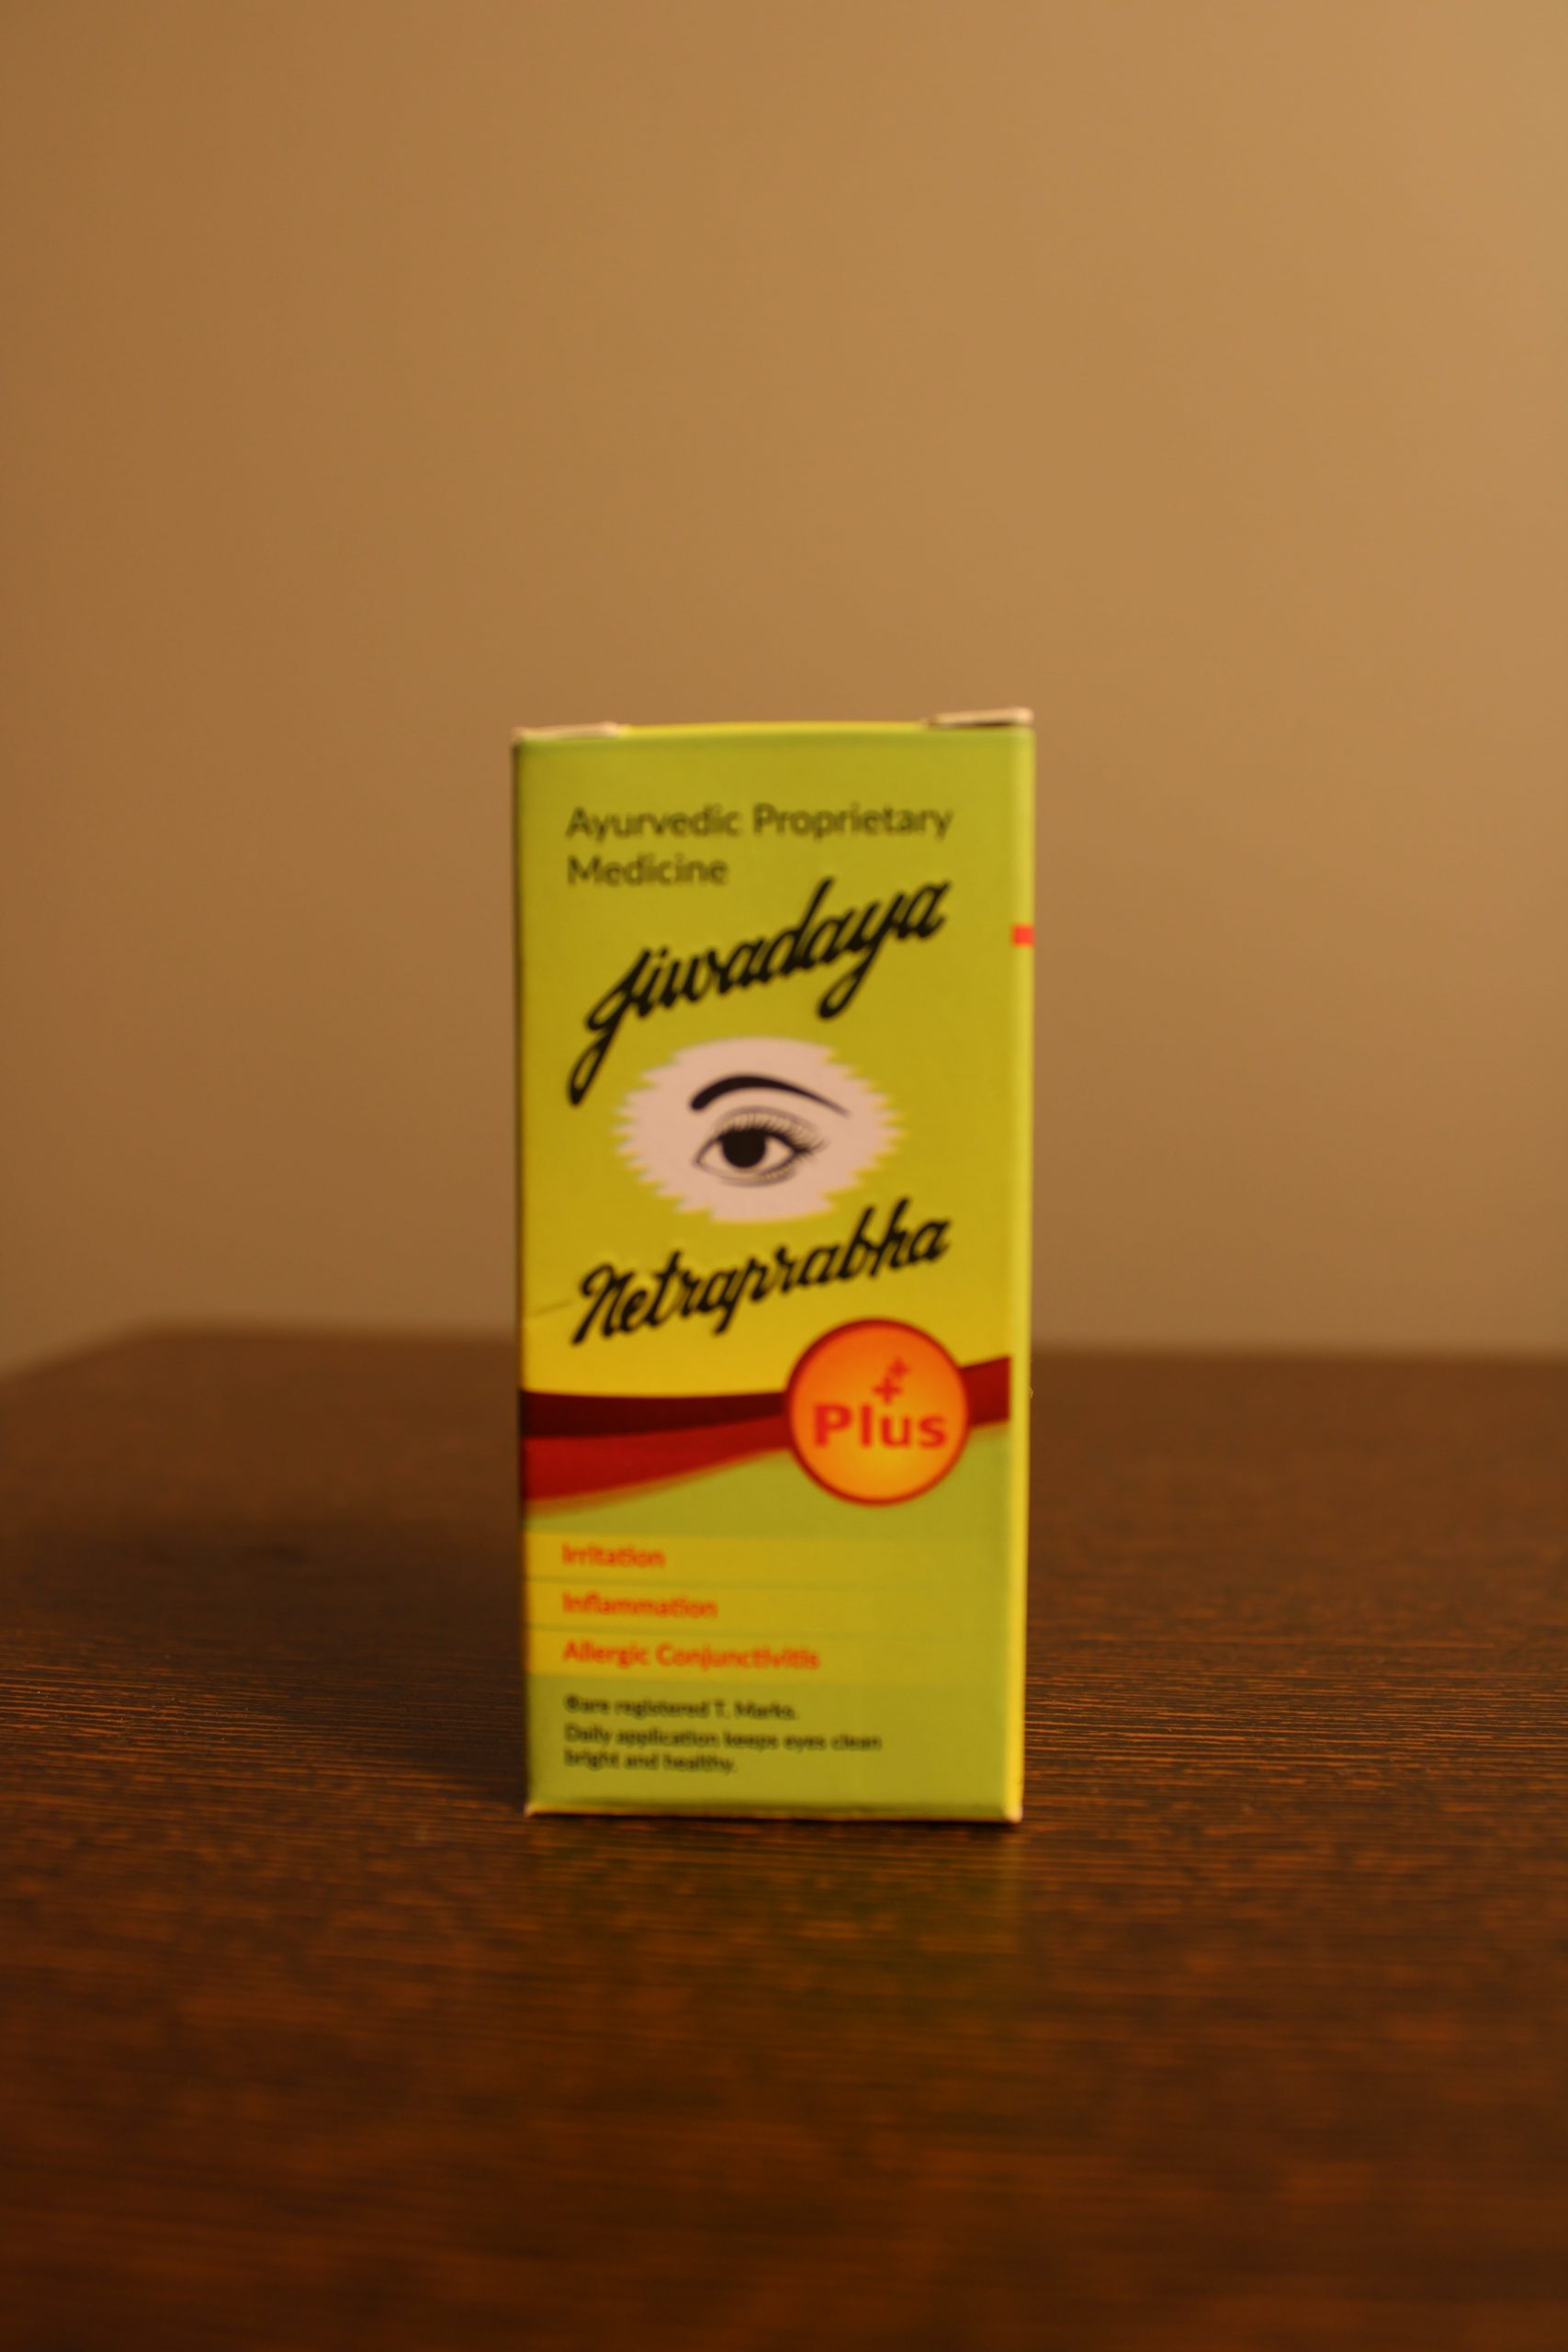 Ayurvedic Proprietary
Medicine
Jiwadaya
Netraprabha
Plus
Irritation
Inflammation
Allergic Conjunctivitis
®are registered T. Marks.
Daily application keeps eyes clean
bright and healthy.